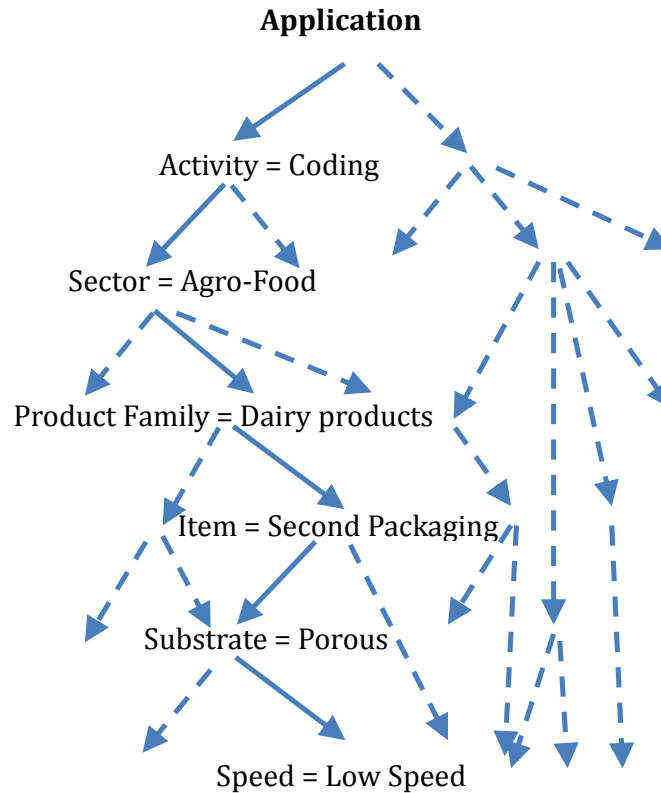 Application
Activity = Coding
Sector = Agro-Food
Product Family = Dairy products
Item = Second Packaging
Substrate = Porous
Speed = Low Speed